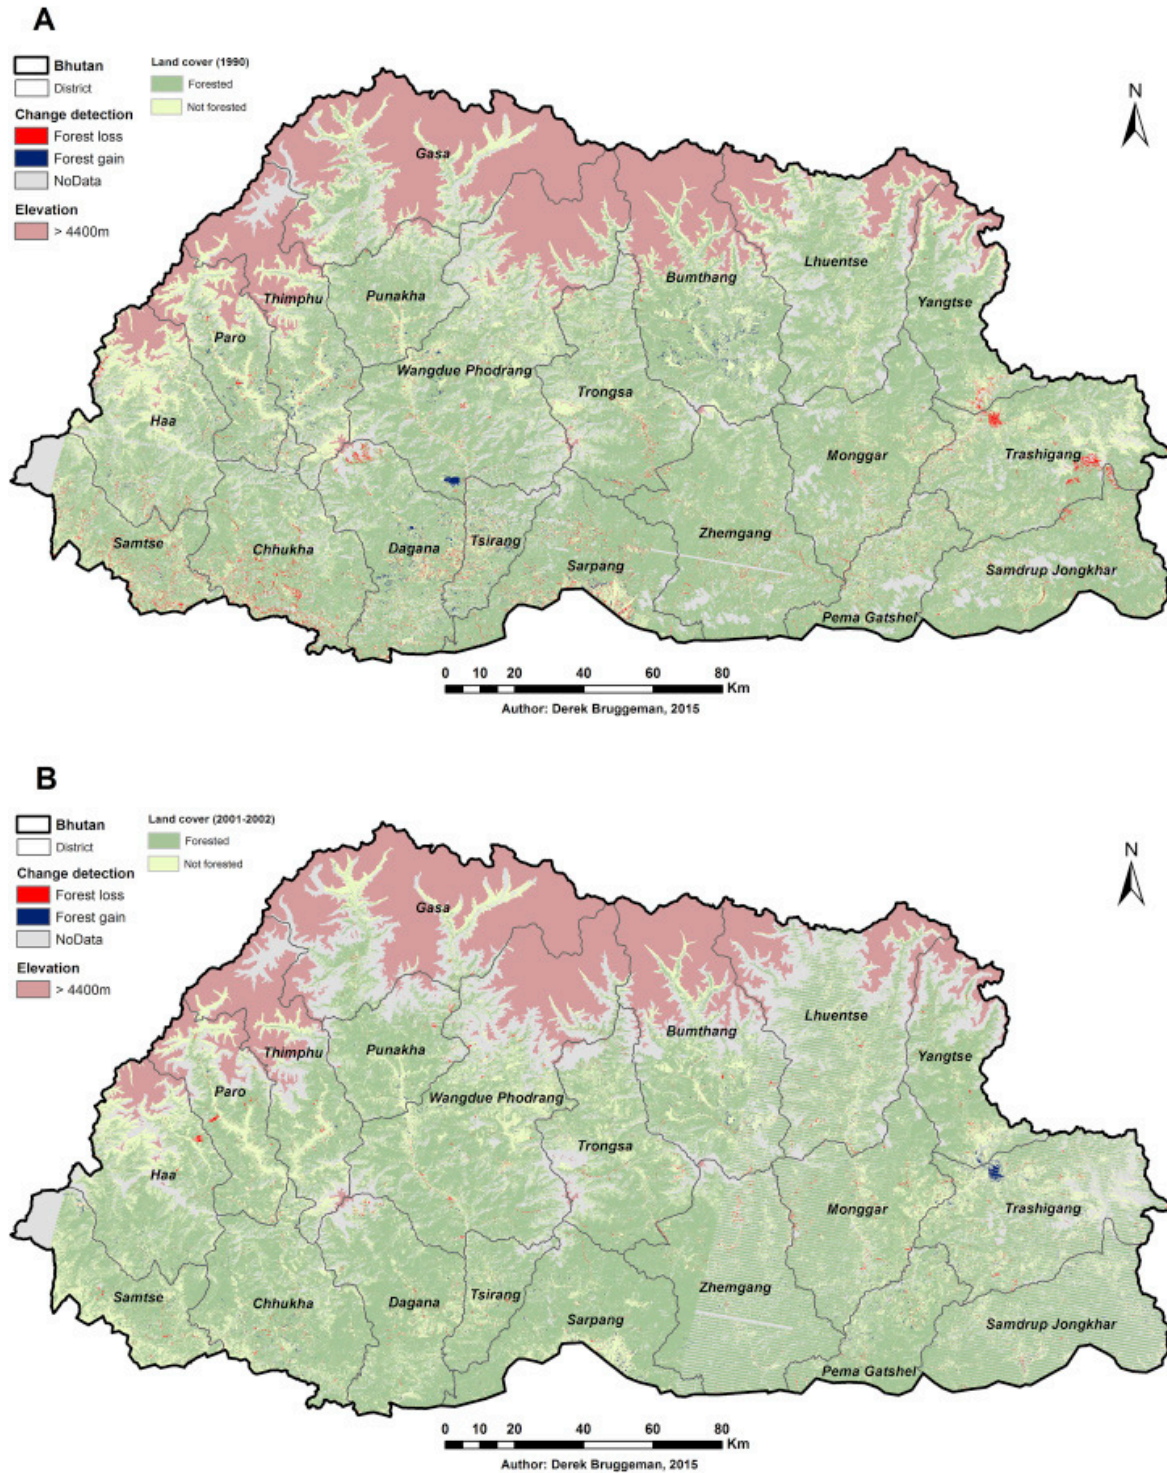 A
Bhutan
District
Change detection
Forest loss
Forest gain
NoData
Elevation
> 4400m
Land cover (1990)
Forested
Not forested
N
Gasa
Lhuentse
Bumthang
Punakha
Thimphu
Yangtse
Paro
Wangdue Phodrang
Trongsa
Haa
Monggar
Trashigang
Zhemgang
Samtse
Chhukha
Dagana
Tsirang
Sarpang
Samdrup Jongkhar
Pema Gatshel
0 10 20 40 60 80
Km
Author: Derek Bruggeman, 2015
B
Bhutan
District
Change detection
Forest loss
Forest gain
NoData
Elevation
> 4400m
Land cover (2001-2002)
Forested
Not forested
N
Gasa
Lhuentse
Bumthang
Punakha
Thimphu
Yangtse
Paro
Wangdue Phodrang
Trongsa
Haa
Monggar
Trashigang
Zhemgang
Samtse
Chhukha
Dagana
Tsirang
Sarpang
Samdrup Jongkhar
Pema Gatshel
0 10 20 40 60 80
Km
Author: Derek Bruggeman, 2015